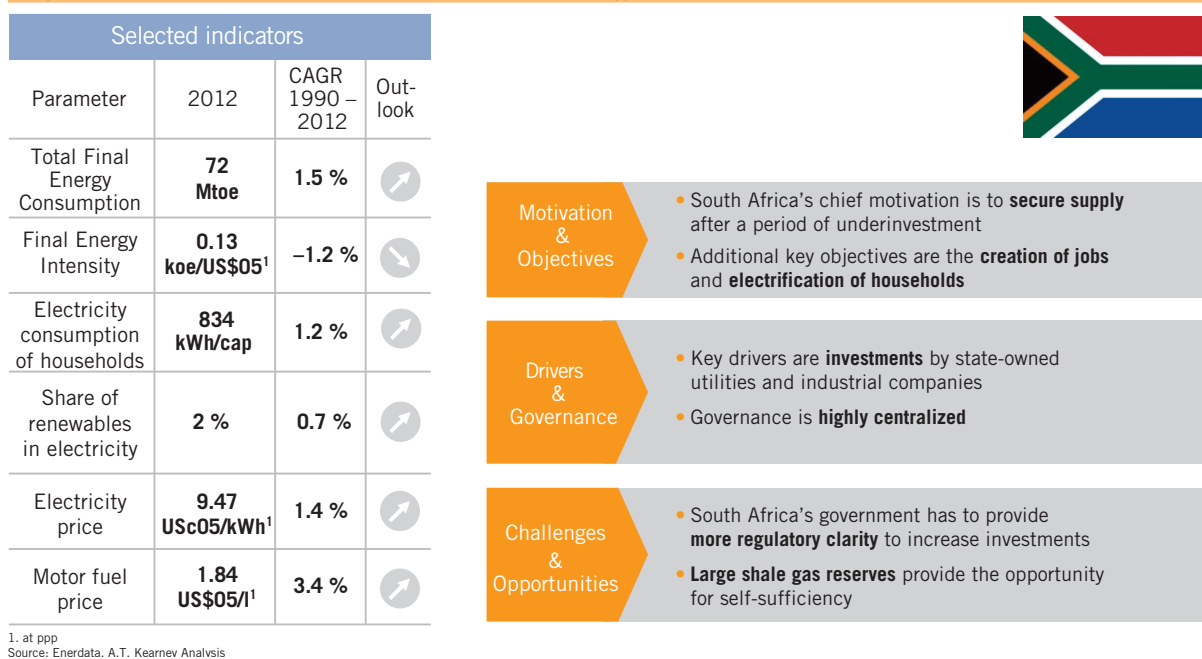 Selected indicators
Parameter
2012
CAGR
1990 –
2012
Out-
look
Total Final
Energy
Consumption
72
Mtoe
1.5 %
Final Energy
Intensity
0.13
koe/US$05¹
–1.2 %
Electricity
consumption
of households
834
kWh/cap
1.2 %
Share of
renewables
in electricity
2 %
0.7 %
Electricity
price
9.47
USc05/kWh¹
1.4 %
Motor fuel
price
1.84
US$05/l¹
3.4 %
1. at ppp
Source: Enerdata, A.T. Kearney Analysis
Motivation
&
Objectives
• South Africa’s chief motivation is to secure supply
after a period of underinvestment
• Additional key objectives are the creation of jobs
and electrification of households
Drivers
&
Governance
• Key drivers are investments by state-owned
utilities and industrial companies
• Governance is highly centralized
Challenges
&
Opportunities
• South Africa’s government has to provide
more regulatory clarity to increase investments
• Large shale gas reserves provide the opportunity
for self-sufficiency